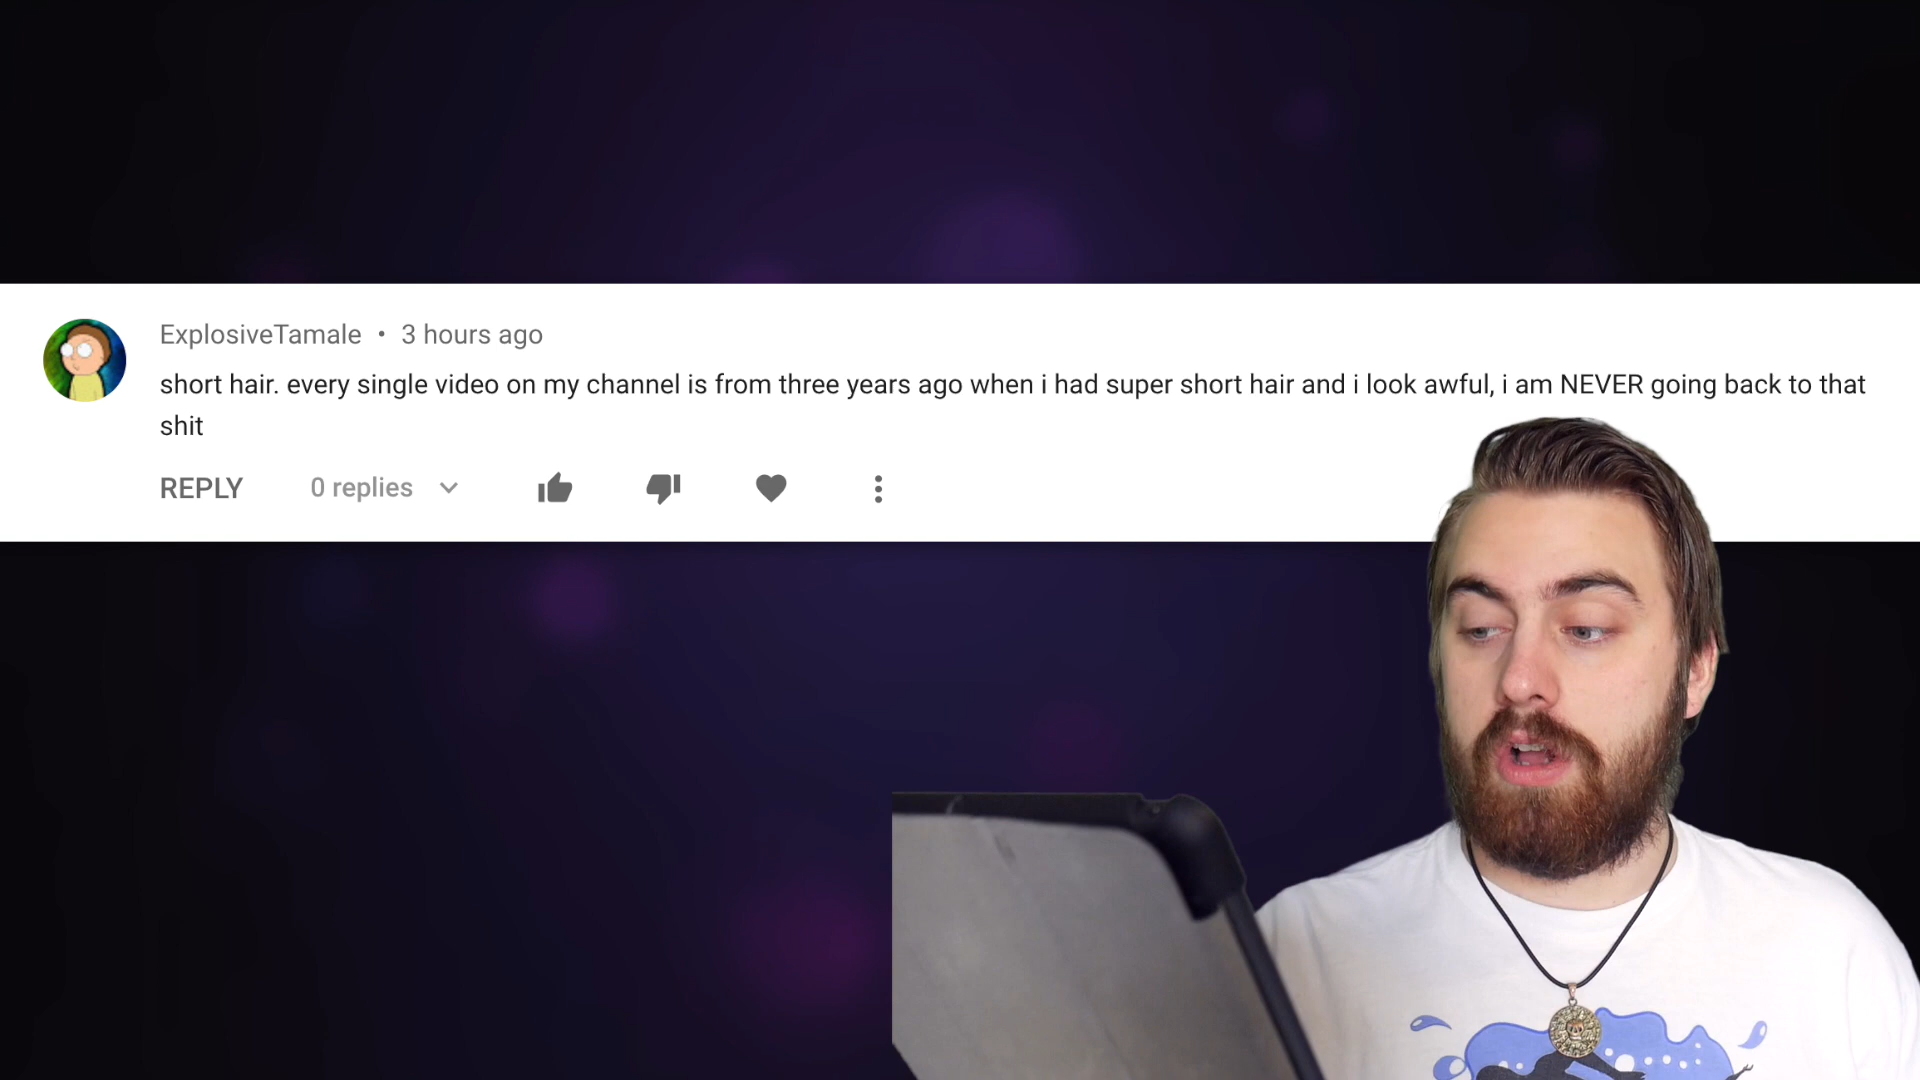 ExplosiveTamale • 3 hours ago
short hair. every single video on my channel is from three years ago when i had super short hair and i look awful, i am NEVER going back to that
shit
REPLY 0 replies